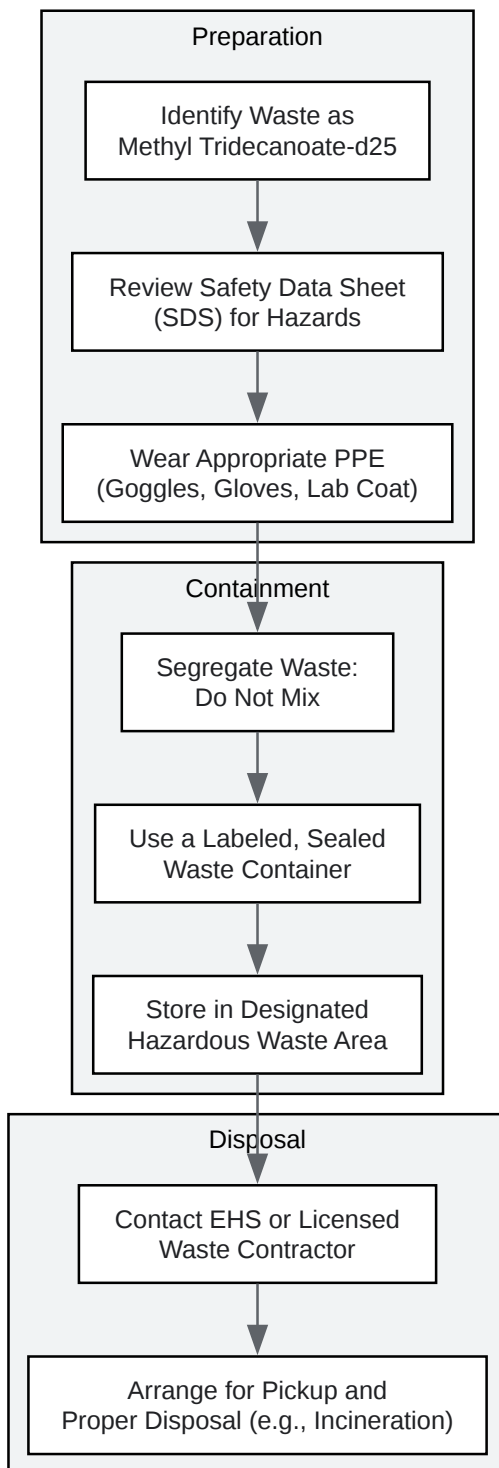 Preparation
Identify Waste as
Methyl Tridecanoate-d25
Review Safety Data Sheet
(SDS) for Hazards
Wear Appropriate PPE
(Goggles, Gloves, Lab Coat)
Containment
Segregate Waste:
Do Not Mix
Use a Labeled, Sealed
Waste Container
Store in Designated
Hazardous Waste Area
Disposal
Contact EHS or Licensed
Waste Contractor
Arrange for Pickup and
Proper Disposal (e.g., Incineration)